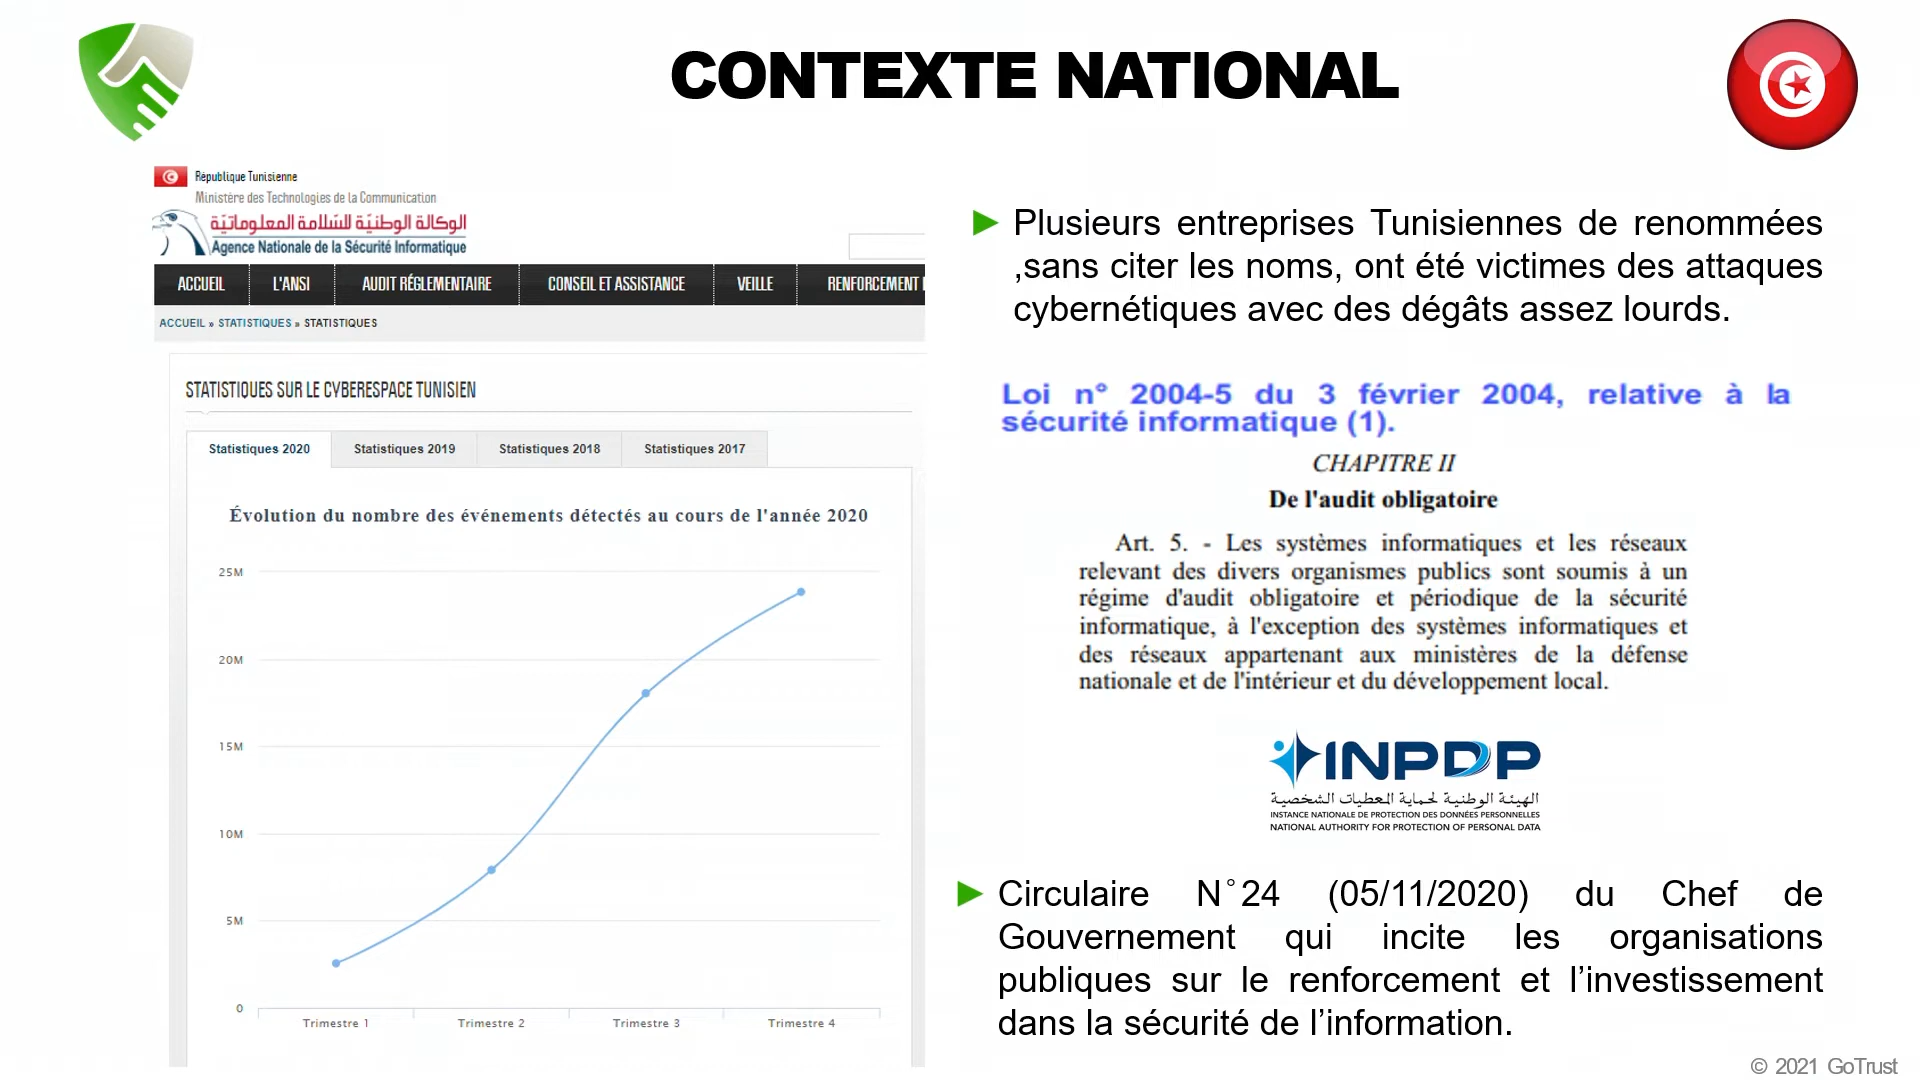 CONTEXTE NATIONAL
République Tunisienne
Ministère des Technologies de la Communication
الوكالة الوطنيّة للسّلامة المعلوماتيّة
Agence Nationale de la Sécurité Informatique
ACCUEIL L'ANSI AUDIT RÉGLEMENTAIRE CONSEIL ET ASSISTANCE VEILLE RENFORCEMENT
ACCUEIL » STATISTIQUES » STATISTIQUES
STATISTIQUES SUR LE CYBERESPACE TUNISIEN
Statistiques 2020 Statistiques 2019 Statistiques 2018 Statistiques 2017
Évolution du nombre des événements détectés au cours de l'année 2020
25M
20M
15M
10M
5M
0
Trimestre 1 Trimestre 2 Trimestre 3 Trimestre 4
► Plusieurs entreprises Tunisiennes de renommées
,sans citer les noms, ont été victimes des attaques
cybernétiques avec des dégâts assez lourds.
Loi n° 2004-5 du 3 février 2004, relative à la
sécurité informatique (1).
CHAPITRE II
De l'audit obligatoire
Art. 5. - Les systèmes informatiques et les réseaux
relevant des divers organismes publics sont soumis à un
régime d'audit obligatoire et périodique de la sécurité
informatique, à l'exception des systèmes informatiques et
des réseaux appartenant aux ministères de la défense
nationale et de l'intérieur et du développement local.
INPDP
الهيئة الوطنية لحماية المعطيات الشخصية
INSTANCE NATIONALE DE PROTECTION DES DONNÉES PERSONNELLES
NATIONAL AUTHORITY FOR PROTECTION OF PERSONAL DATA
► Circulaire N°24 (05/11/2020) du Chef de
Gouvernement qui incite les organisations
publiques sur le renforcement et l’investissement
dans la sécurité de l’information.
© 2021 GoTrust